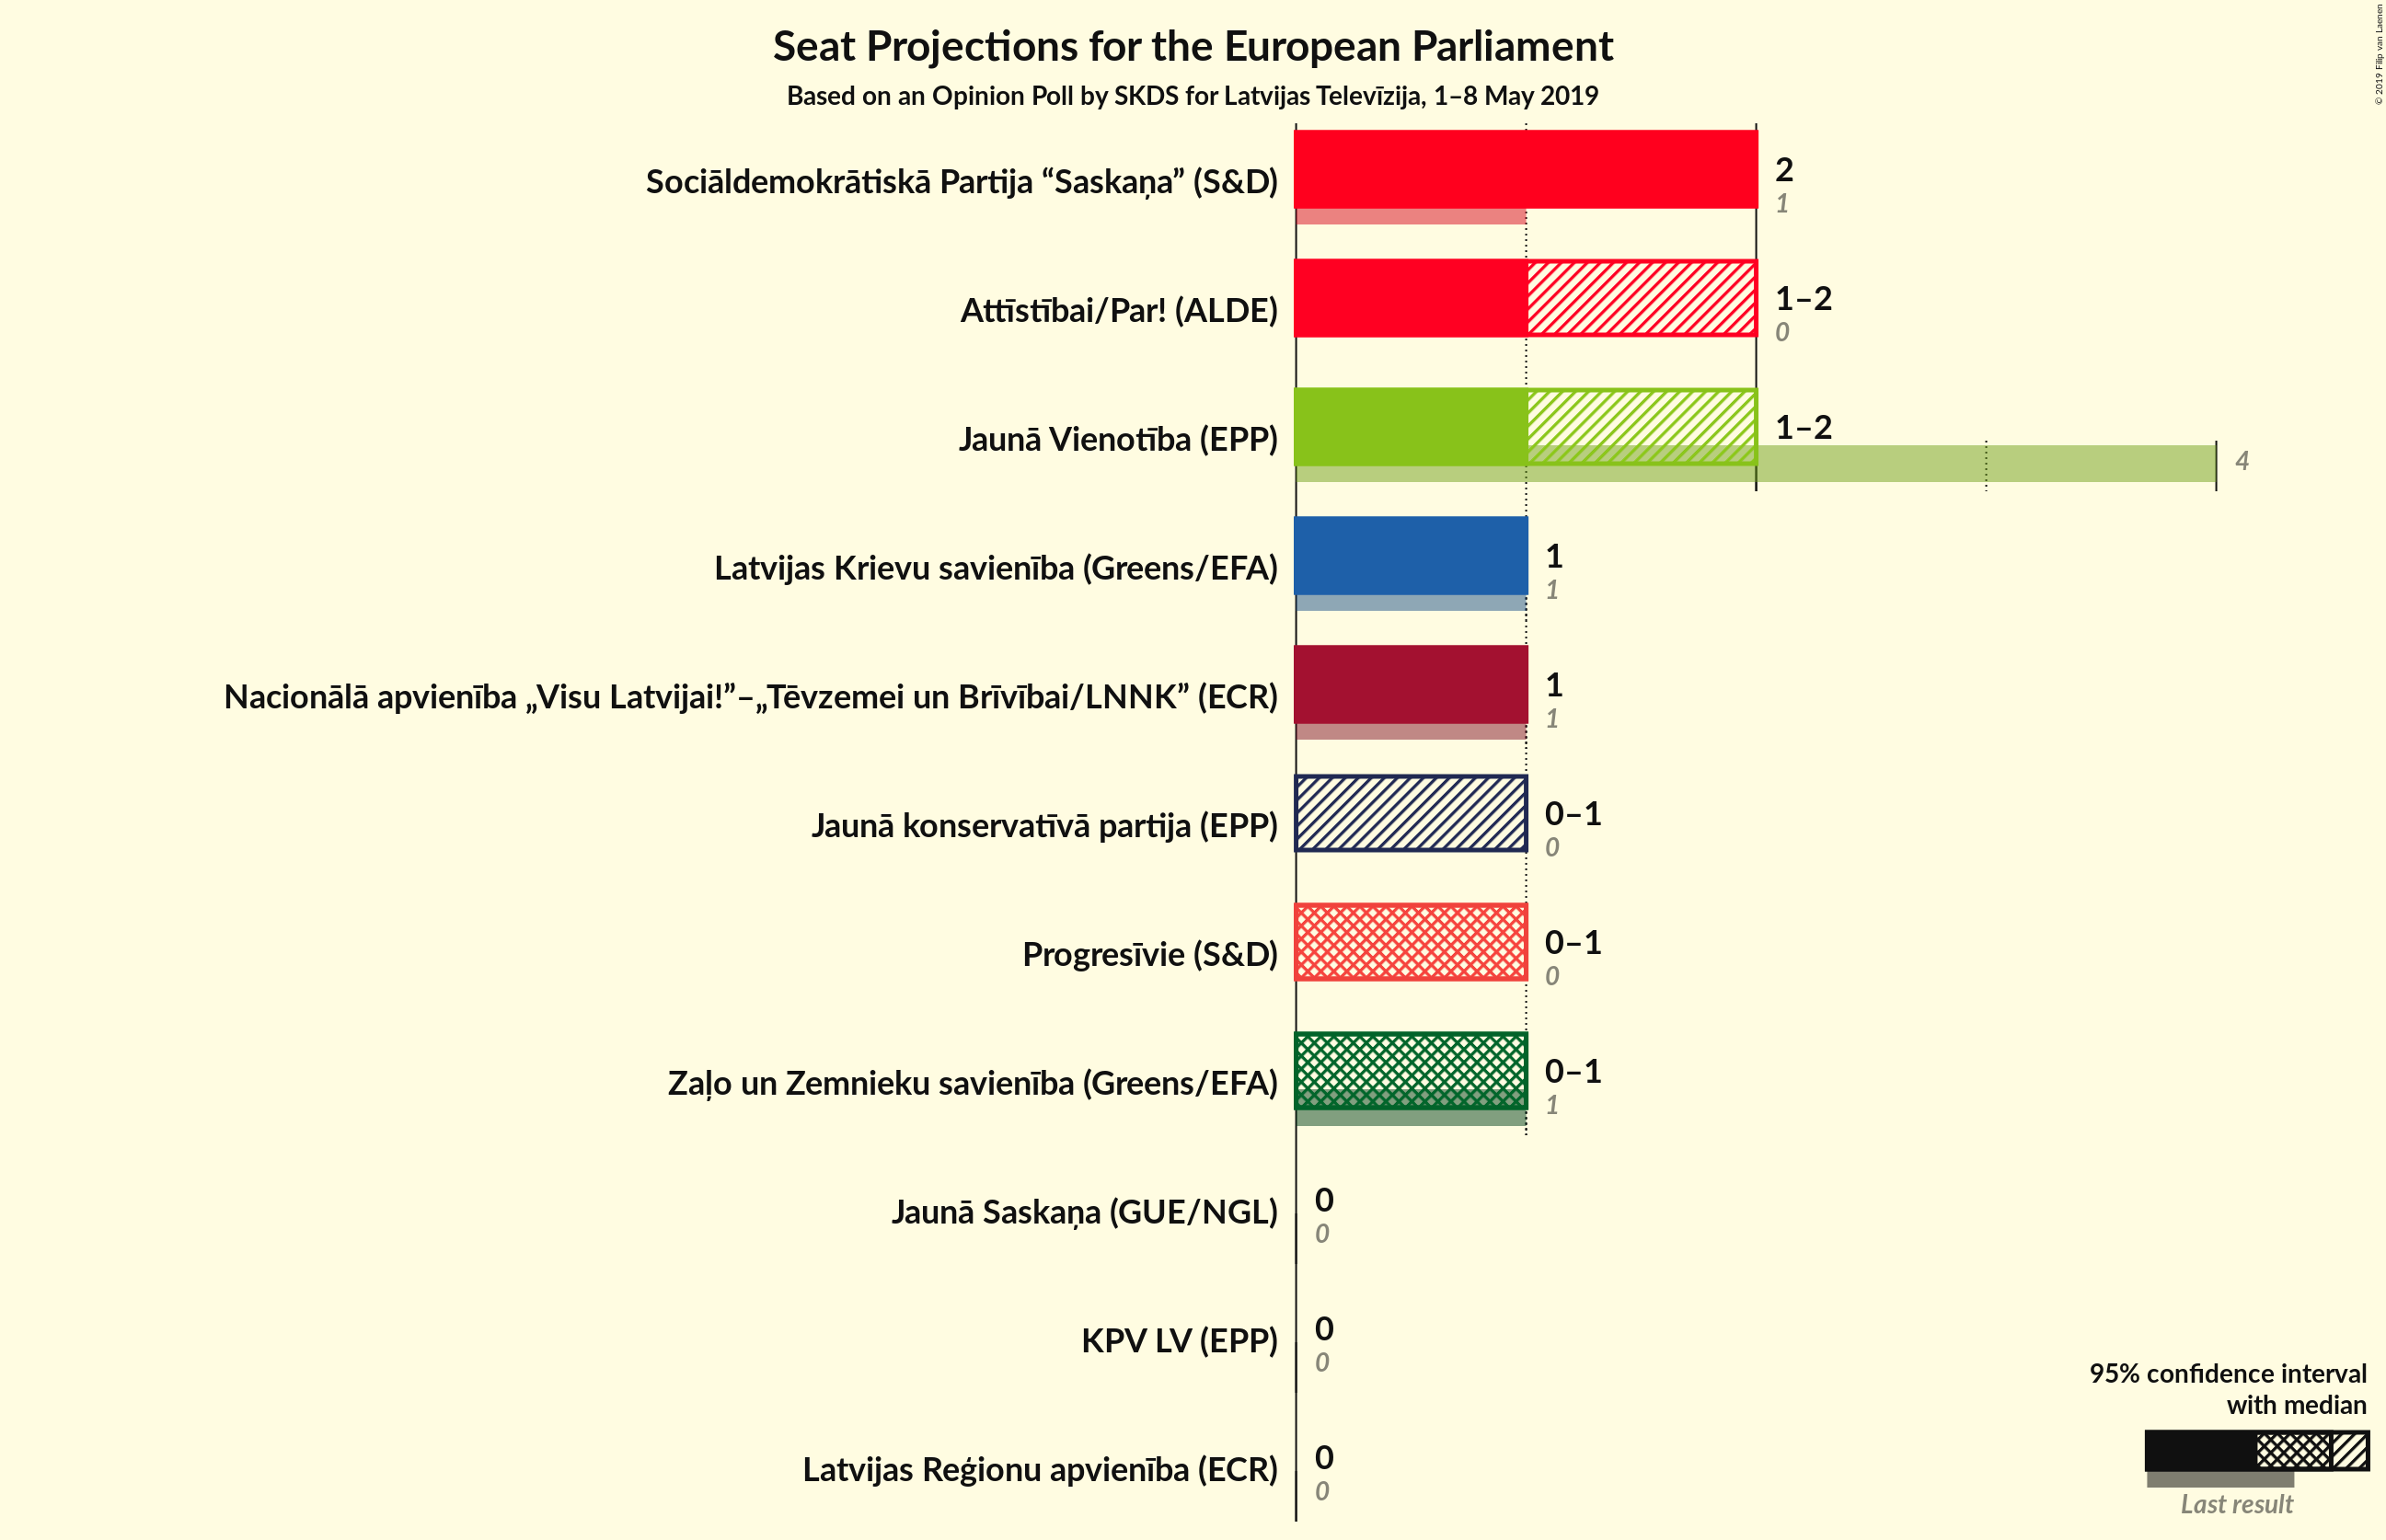 Seat Projections for the European Parliament
Based on an Opinion Poll by SKDS for Latvijas Televīzija, 1–8 May 2019
© 2019 Filip van Laenen
Sociāldemokrātiskā Partija “Saskaņa” (S&D)
2
1
Attīstībai/Par! (ALDE)
1–2
0
Jaunā Vienotība (EPP)
1–2
4
Latvijas Krievu savienība (Greens/EFA)
1
1
Nacionālā apvienība „Visu Latvijai!”–„Tēvzemei un Brīvībai/LNNK” (ECR)
1
1
Jaunā konservatīvā partija (EPP)
0–1
0
Progresīvie (S&D)
0–1
0
Zaļo un Zemnieku savienība (Greens/EFA)
0–1
1
Jaunā Saskaņa (GUE/NGL)
0
0
KPV LV (EPP)
0
0
Latvijas Reģionu apvienība (ECR)
0
0
95% confidence interval
with median
Last result